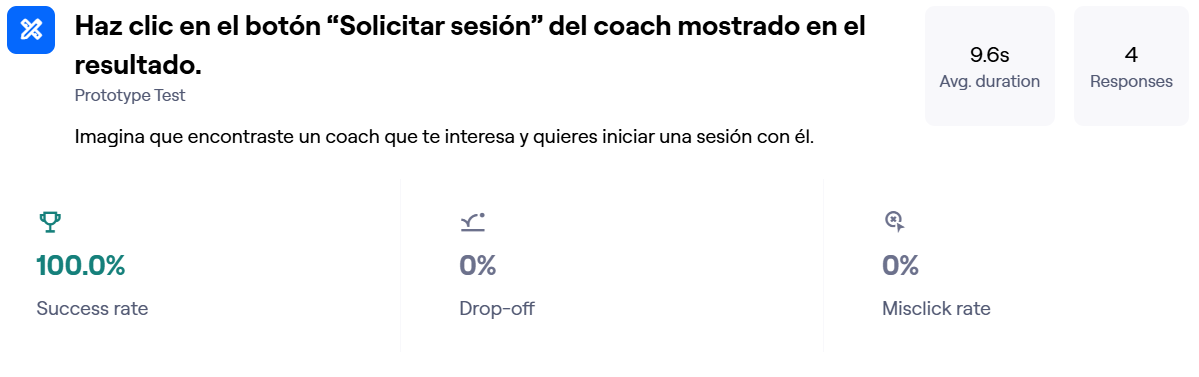 Haz clic en el botón “Solicitar sesión” del coach mostrado en el
resultado.
Prototype Test
Imagina que encontraste un coach que te interesa y quieres iniciar una sesión con él.
9.6s
Avg. duration
4
Responses
100.0%
Success rate
0%
Drop-off
0%
Misclick rate